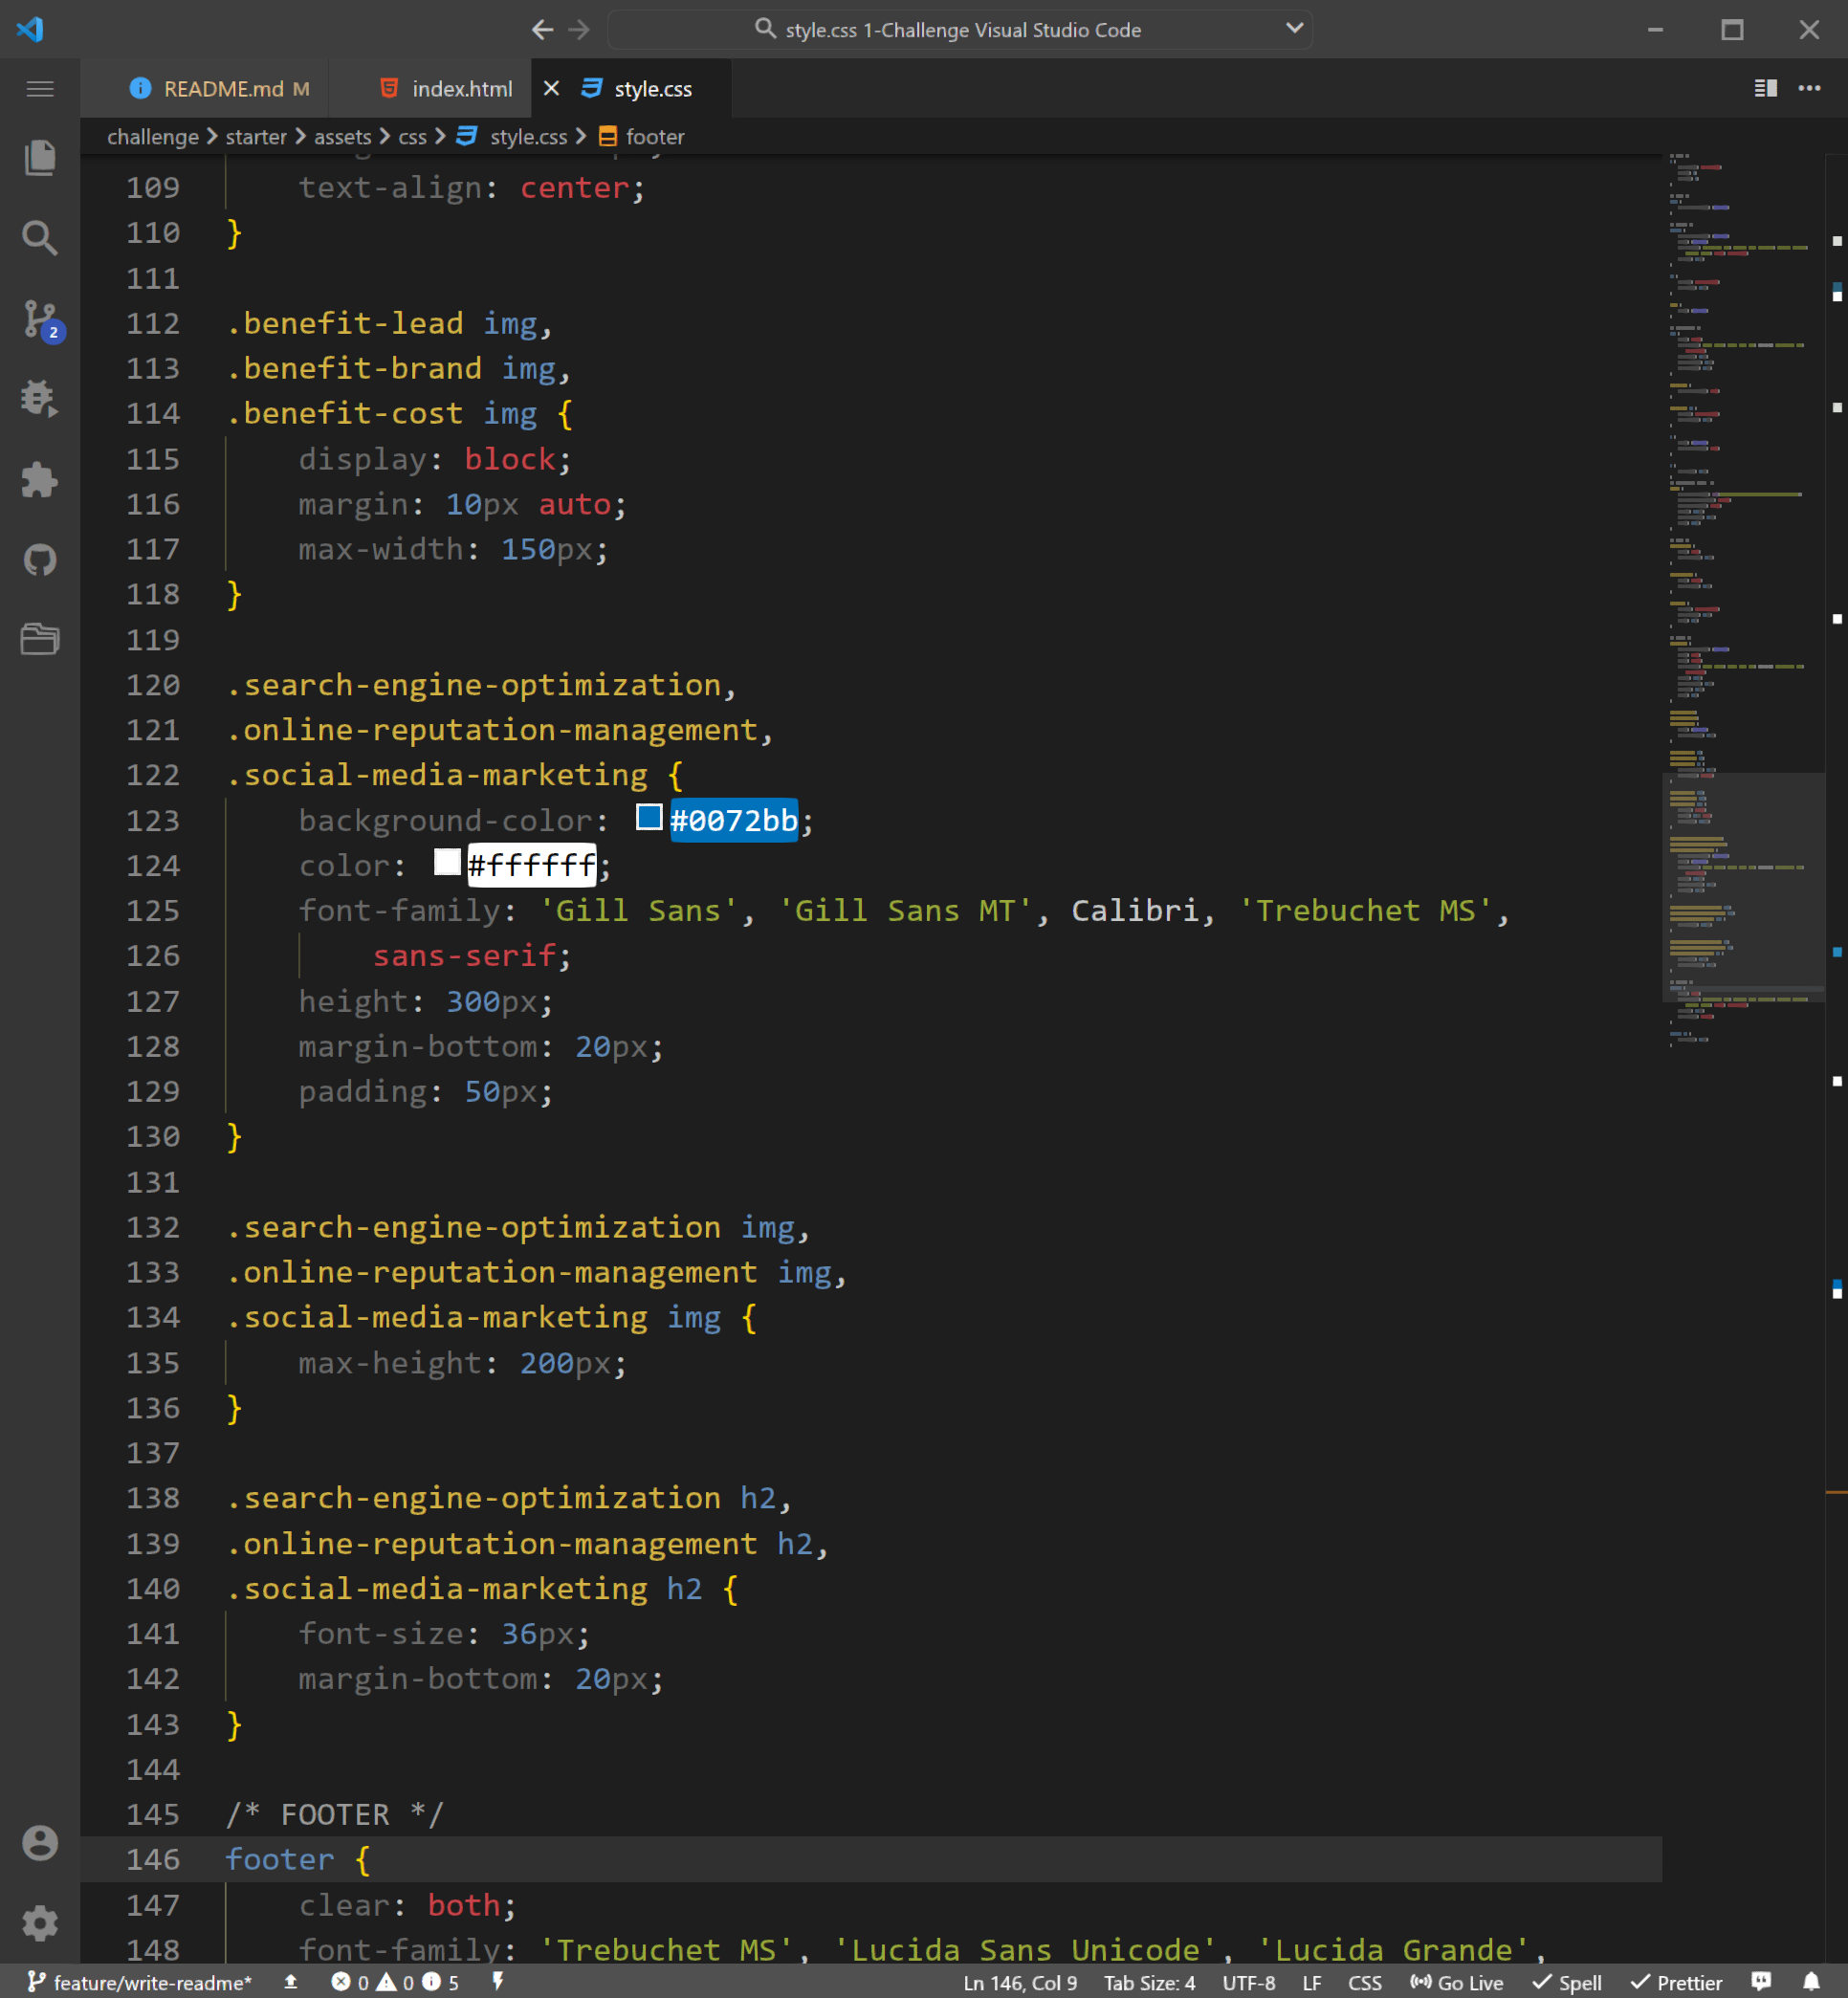 style.css 1-Challenge Visual Studio Code
README.md M
index.html
style.css
challenge > starter > assets > css > style.css > footer
2
109 text-align: center;
110 }
111
112 .benefit-lead img,
113 .benefit-brand img,
114 .benefit-cost img {
115 display: block;
116 margin: 10px auto;
117 max-width: 150px;
118 }
119
120 .search-engine-optimization,
121 .online-reputation-management,
122 .social-media-marketing {
123 background-color: #0072bb;
124 color: #ffffff;
125 font-family: 'Gill Sans', 'Gill Sans MT', Calibri, 'Trebuchet MS',
126 sans-serif;
127 height: 300px;
128 margin-bottom: 20px;
129 padding: 50px;
130 }
131
132 .search-engine-optimization img,
133 .online-reputation-management img,
134 .social-media-marketing img {
135 max-height: 200px;
136 }
137
138 .search-engine-optimization h2,
139 .online-reputation-management h2,
140 .social-media-marketing h2 {
141 font-size: 36px;
142 margin-bottom: 20px;
143 }
144
145 /* FOOTER */
146 footer {
147 clear: both;
148 font-family: 'Trebuchet MS', 'Lucida Sans Unicode', 'Lucida Grande',
feature/write-readme* 0 0 5 Ln 146, Col 9 Tab Size: 4 UTF-8 LF CSS Go Live Spell Prettier